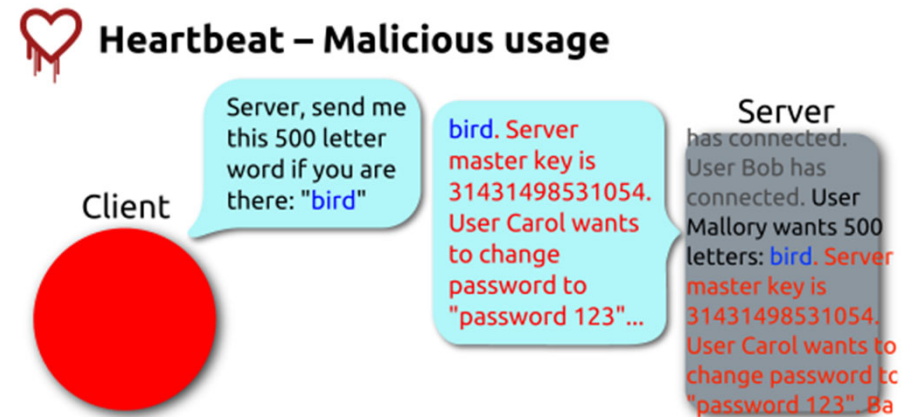 Heartbeat – Malicious usage
Client
Server, send me
this 500 letter
word if you are
there: "bird"
bird. Server
master key is
31431498531054.
User Carol wants
to change
password to
"password 123"...
Server
has connected.
User Bob has
connected. User
Mallory wants 500
letters: bird. Server
master key is
31431498531054.
User Carol wants to
change password to
"password 123". Ba